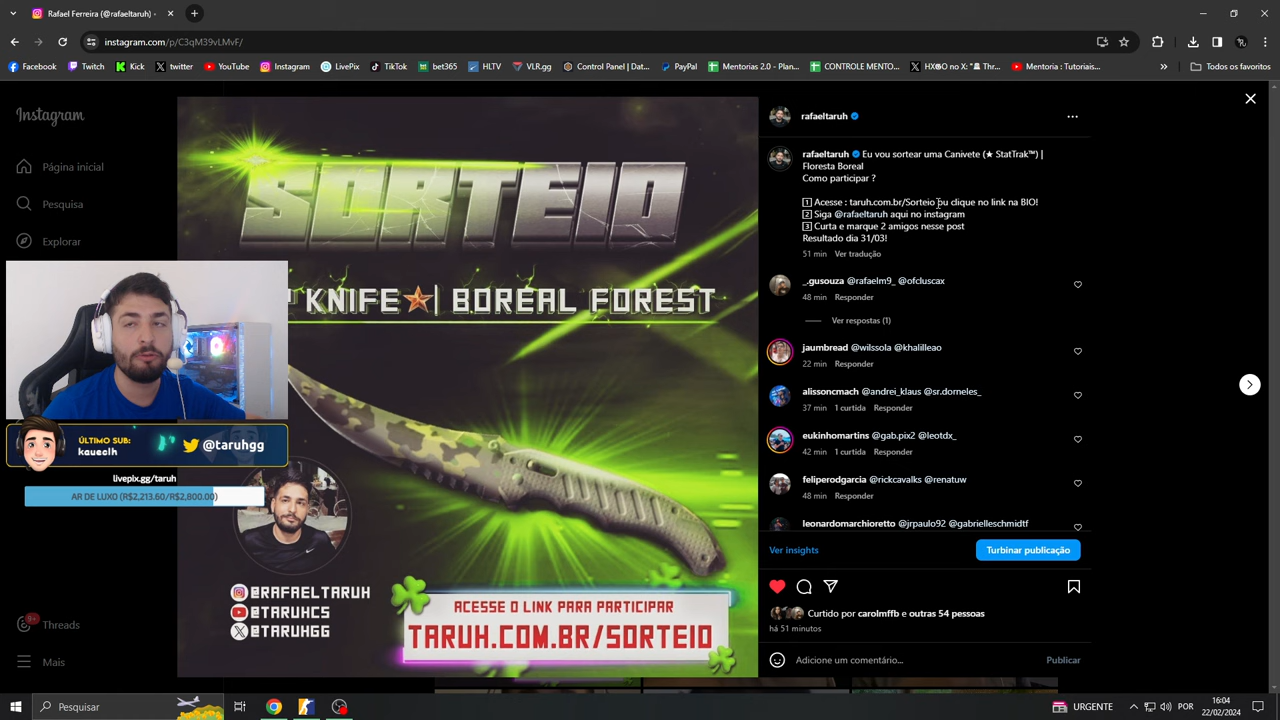 Rafael Taruh (@rafaeltaruh) •
instagram.com/p/C3qM39vLMvF/
Facebook
Twitch
Kick
twitter
YouTube
Instagram
LivePix
TikTok
bet365
HLTV
VLR.gg
Control Panel | Dat...
PayPal
Mentorias 2.0 - Plan...
CONTROLE MENTO...
Mentoria : Tutoriais...
Todos os favoritos
Instagram
Página inicial
Pesquisa
Explorar
SORTEIO
KNIFE★| BOREAL FOREST
ÚLTIMO SUB:
kaueclh
@taruhgg
livepix.gg/taruh
AR DE LUXO (R$2,213.60/R$2,800.00)
@RAFAELTARUH
@TARUHCS
@TARUHGG
ACESSE O LINK PARA PARTICIPAR
TARUH.COM.BR/SORTEIO
9+
Threads
Mais
rafaeltaruh
rafaeltaruh Eu vou sortear uma Canivete (★ StatTrak™) |
Floresta Boreal
Como participar ?
1 Acesse : taruh.com.br/Sorteio ou clique no link na BIO!
2 Siga @rafaeltaruh aqui no instagram
3 Curta e marque 2 amigos nesse post
Resultado dia 31/03!
51 min Ver tradução
_.gusouza @rafaelm9_ @ofcluscax
48 min Responder
Ver respostas (1)
jaumbread @wilssola @khalilleao
22 min Responder
alissoncmach @andrei_klaus @sr.dorneles_
37 min 1 curtida Responder
eukinhomartins @gab.pix2 @leotdx_
42 min 1 curtida Responder
feliperodgarcia @rickcavalks @renatuw
48 min Responder
leonardomarchioretto @jrpaulo92 @gabrielleschmidtf
Ver insights
Turbinar publicação
Curtido por carolmffb e outras 54 pessoas
há 51 minutos
Adicione um comentário...
Publicar
Pesquisar
URGENTE
POR
16:04
22/02/2024